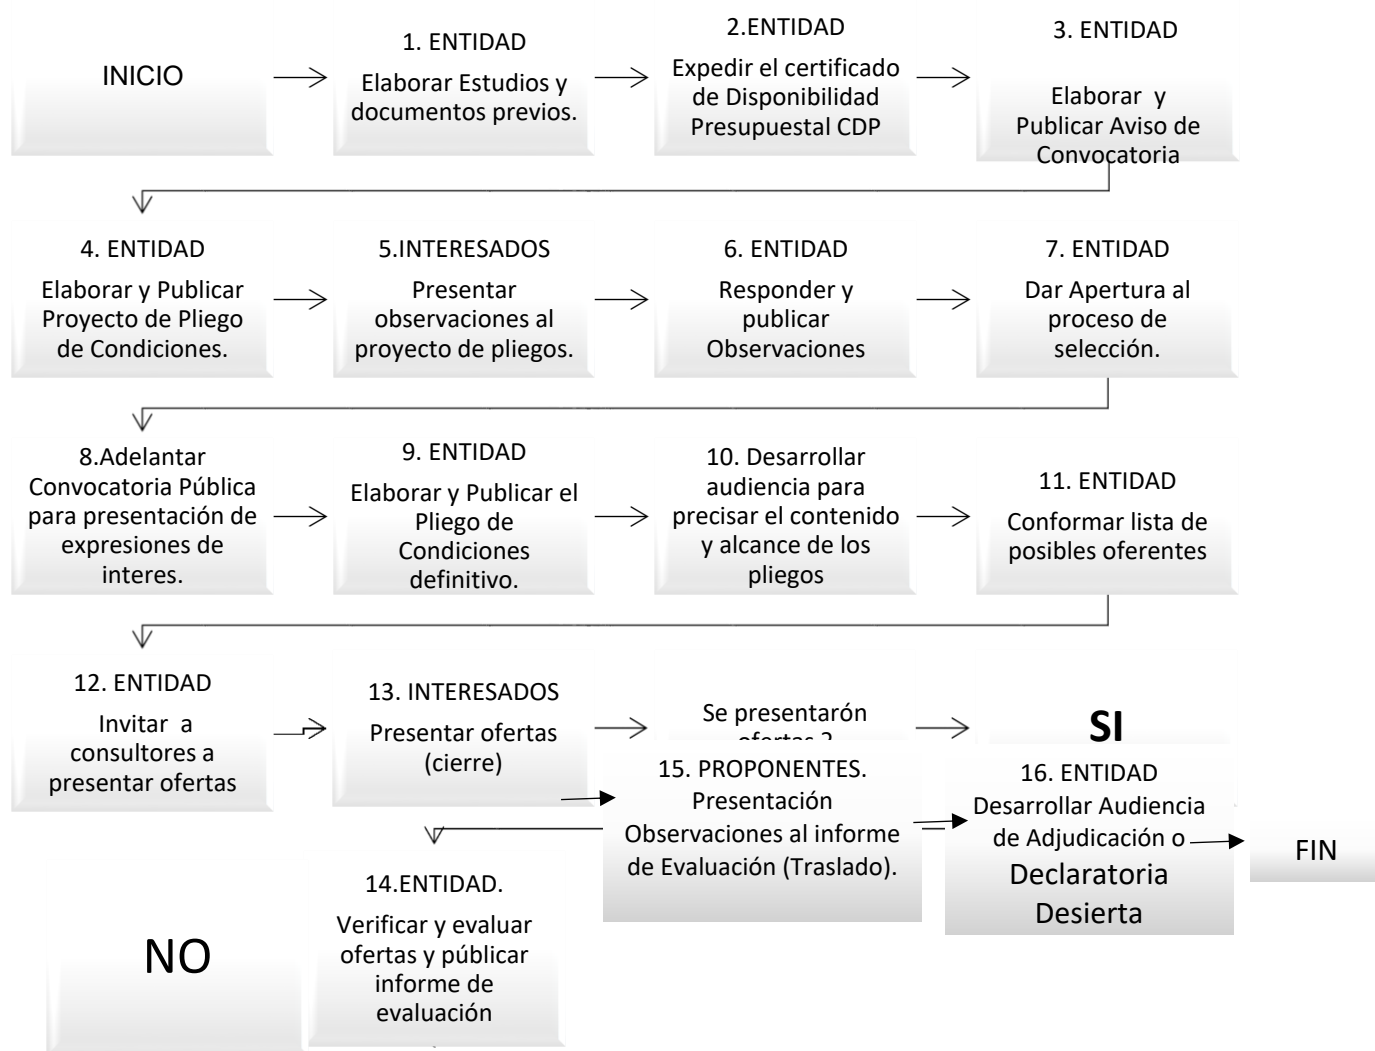 INICIO
1. ENTIDAD
Elaborar Estudios y
documentos previos.
2.ENTIDAD
Expedir el certificado
de Disponibilidad
Presupuestal CDP
3. ENTIDAD
Elaborar y
Publicar Aviso de
Convocatoria
4. ENTIDAD
Elaborar y Publicar
Proyecto de Pliego
de Condiciones.
5.INTERESADOS
Presentar
observaciones al
proyecto de pliegos.
6. ENTIDAD
Responder y
publicar
Observaciones
7. ENTIDAD
Dar Apertura al
proceso de
selección.
8.Adelantar
Convocatoria Pública
para presentación de
expresiones de
interes.
9. ENTIDAD
Elaborar y Publicar el
Pliego de
Condiciones
definitivo.
10. Desarrollar
audiencia para
precisar el contenido
y alcance de los
pliegos
11. ENTIDAD
Conformar lista de
posibles oferentes
12. ENTIDAD
Invitar a
consultores a
presentar ofertas
13. INTERESADOS
Presentar ofertas
(cierre)
Se presentarón
ofertas ?
SI
15. PROPONENTES.
Presentación
Observaciones al informe
de Evaluación (Traslado).
16. ENTIDAD
Desarrollar Audiencia
de Adjudicación o
Declaratoria
Desierta
FIN
NO
14.ENTIDAD.
Verificar y evaluar
ofertas y públicar
informe de
evaluación